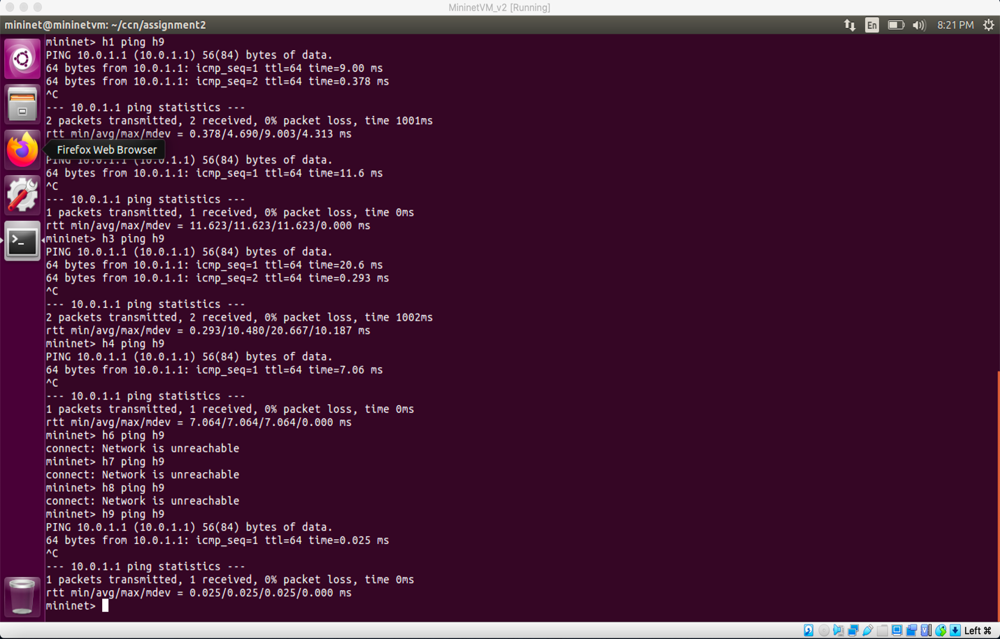 MininetVM_v2 [Running]
mininet@mininetvm: ~/ccn/assignment2
En
8:21 PM
mininet> h1 ping h9
PING 10.0.1.1 (10.0.1.1) 56(84) bytes of data.
64 bytes from 10.0.1.1: icmp_seq=1 ttl=64 time=9.00 ms
64 bytes from 10.0.1.1: icmp_seq=2 ttl=64 time=0.378 ms
^C
--- 10.0.1.1 ping statistics ---
2 packets transmitted, 2 received, 0% packet loss, time 1001ms
rtt min/avg/max/mdev = 0.378/4.690/9.003/4.313 ms
Firefox Web Browser
PING 10.0.1.1 (10.0.1.1) 56(84) bytes of data.
64 bytes from 10.0.1.1: icmp_seq=1 ttl=64 time=11.6 ms
^C
--- 10.0.1.1 ping statistics ---
1 packets transmitted, 1 received, 0% packet loss, time 0ms
rtt min/avg/max/mdev = 11.623/11.623/11.623/0.000 ms
mininet> h3 ping h9
PING 10.0.1.1 (10.0.1.1) 56(84) bytes of data.
64 bytes from 10.0.1.1: icmp_seq=1 ttl=64 time=20.6 ms
64 bytes from 10.0.1.1: icmp_seq=2 ttl=64 time=0.293 ms
^C
--- 10.0.1.1 ping statistics ---
2 packets transmitted, 2 received, 0% packet loss, time 1002ms
rtt min/avg/max/mdev = 0.293/10.480/20.667/10.187 ms
mininet> h4 ping h9
PING 10.0.1.1 (10.0.1.1) 56(84) bytes of data.
64 bytes from 10.0.1.1: icmp_seq=1 ttl=64 time=7.06 ms
^C
--- 10.0.1.1 ping statistics ---
1 packets transmitted, 1 received, 0% packet loss, time 0ms
rtt min/avg/max/mdev = 7.064/7.064/7.064/0.000 ms
mininet> h6 ping h9
connect: Network is unreachable
mininet> h7 ping h9
connect: Network is unreachable
mininet> h8 ping h9
connect: Network is unreachable
mininet> h9 ping h9
PING 10.0.1.1 (10.0.1.1) 56(84) bytes of data.
64 bytes from 10.0.1.1: icmp_seq=1 ttl=64 time=0.025 ms
^C
--- 10.0.1.1 ping statistics ---
1 packets transmitted, 1 received, 0% packet loss, time 0ms
rtt min/avg/max/mdev = 0.025/0.025/0.025/0.000 ms
mininet>
Left ⌘